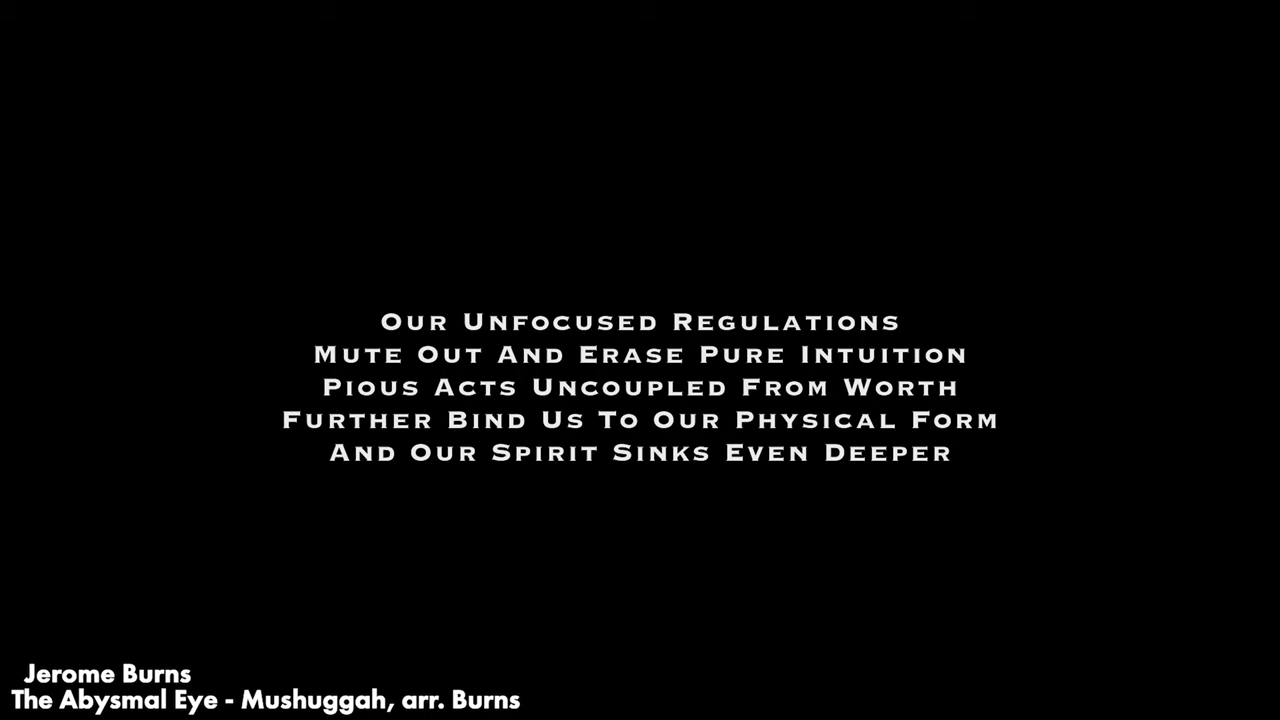 Our Unfocused Regulations
Mute Out And Erase Pure Intuition
Pious Acts Uncoupled From Worth
Further Bind Us To Our Physical Form
And Our Spirit Sinks Even Deeper
Jerome Burns
The Abysmal Eye - Mushuggah, arr. Burns